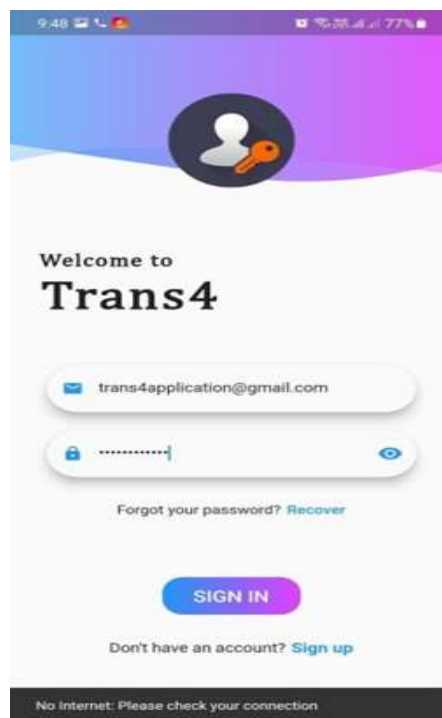 9:48 77%
Welcome to
Trans4
trans4application@gmail.com
••••••••••••
Forgot your password? Recover
SIGN IN
Don't have an account? Sign up
No Internet: Please check your connection